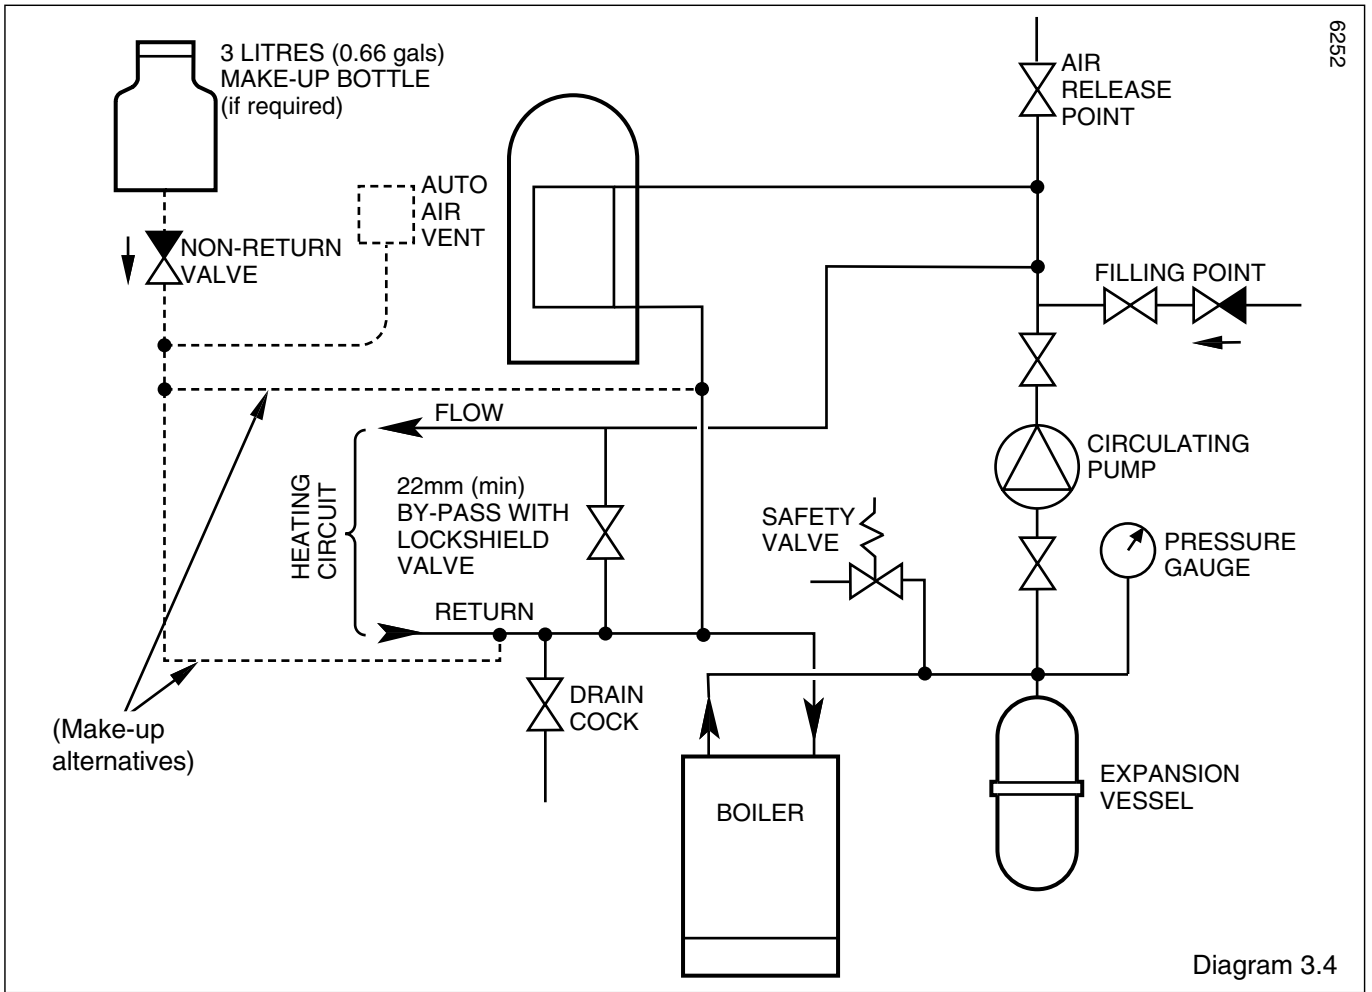 6252
3 LITRES (0.66 gals)
MAKE-UP BOTTLE
(if required)
AIR
RELEASE
POINT
AUTO
AIR
VENT
NON-RETURN
VALVE
FILLING POINT
FLOW
HEATING
CIRCUIT
22mm (min)
BY-PASS WITH
LOCKSHIELD
VALVE
CIRCULATING
PUMP
SAFETY
VALVE
PRESSURE
GAUGE
RETURN
DRAIN
COCK
(Make-up
alternatives)
BOILER
EXPANSION
VESSEL
Diagram 3.4